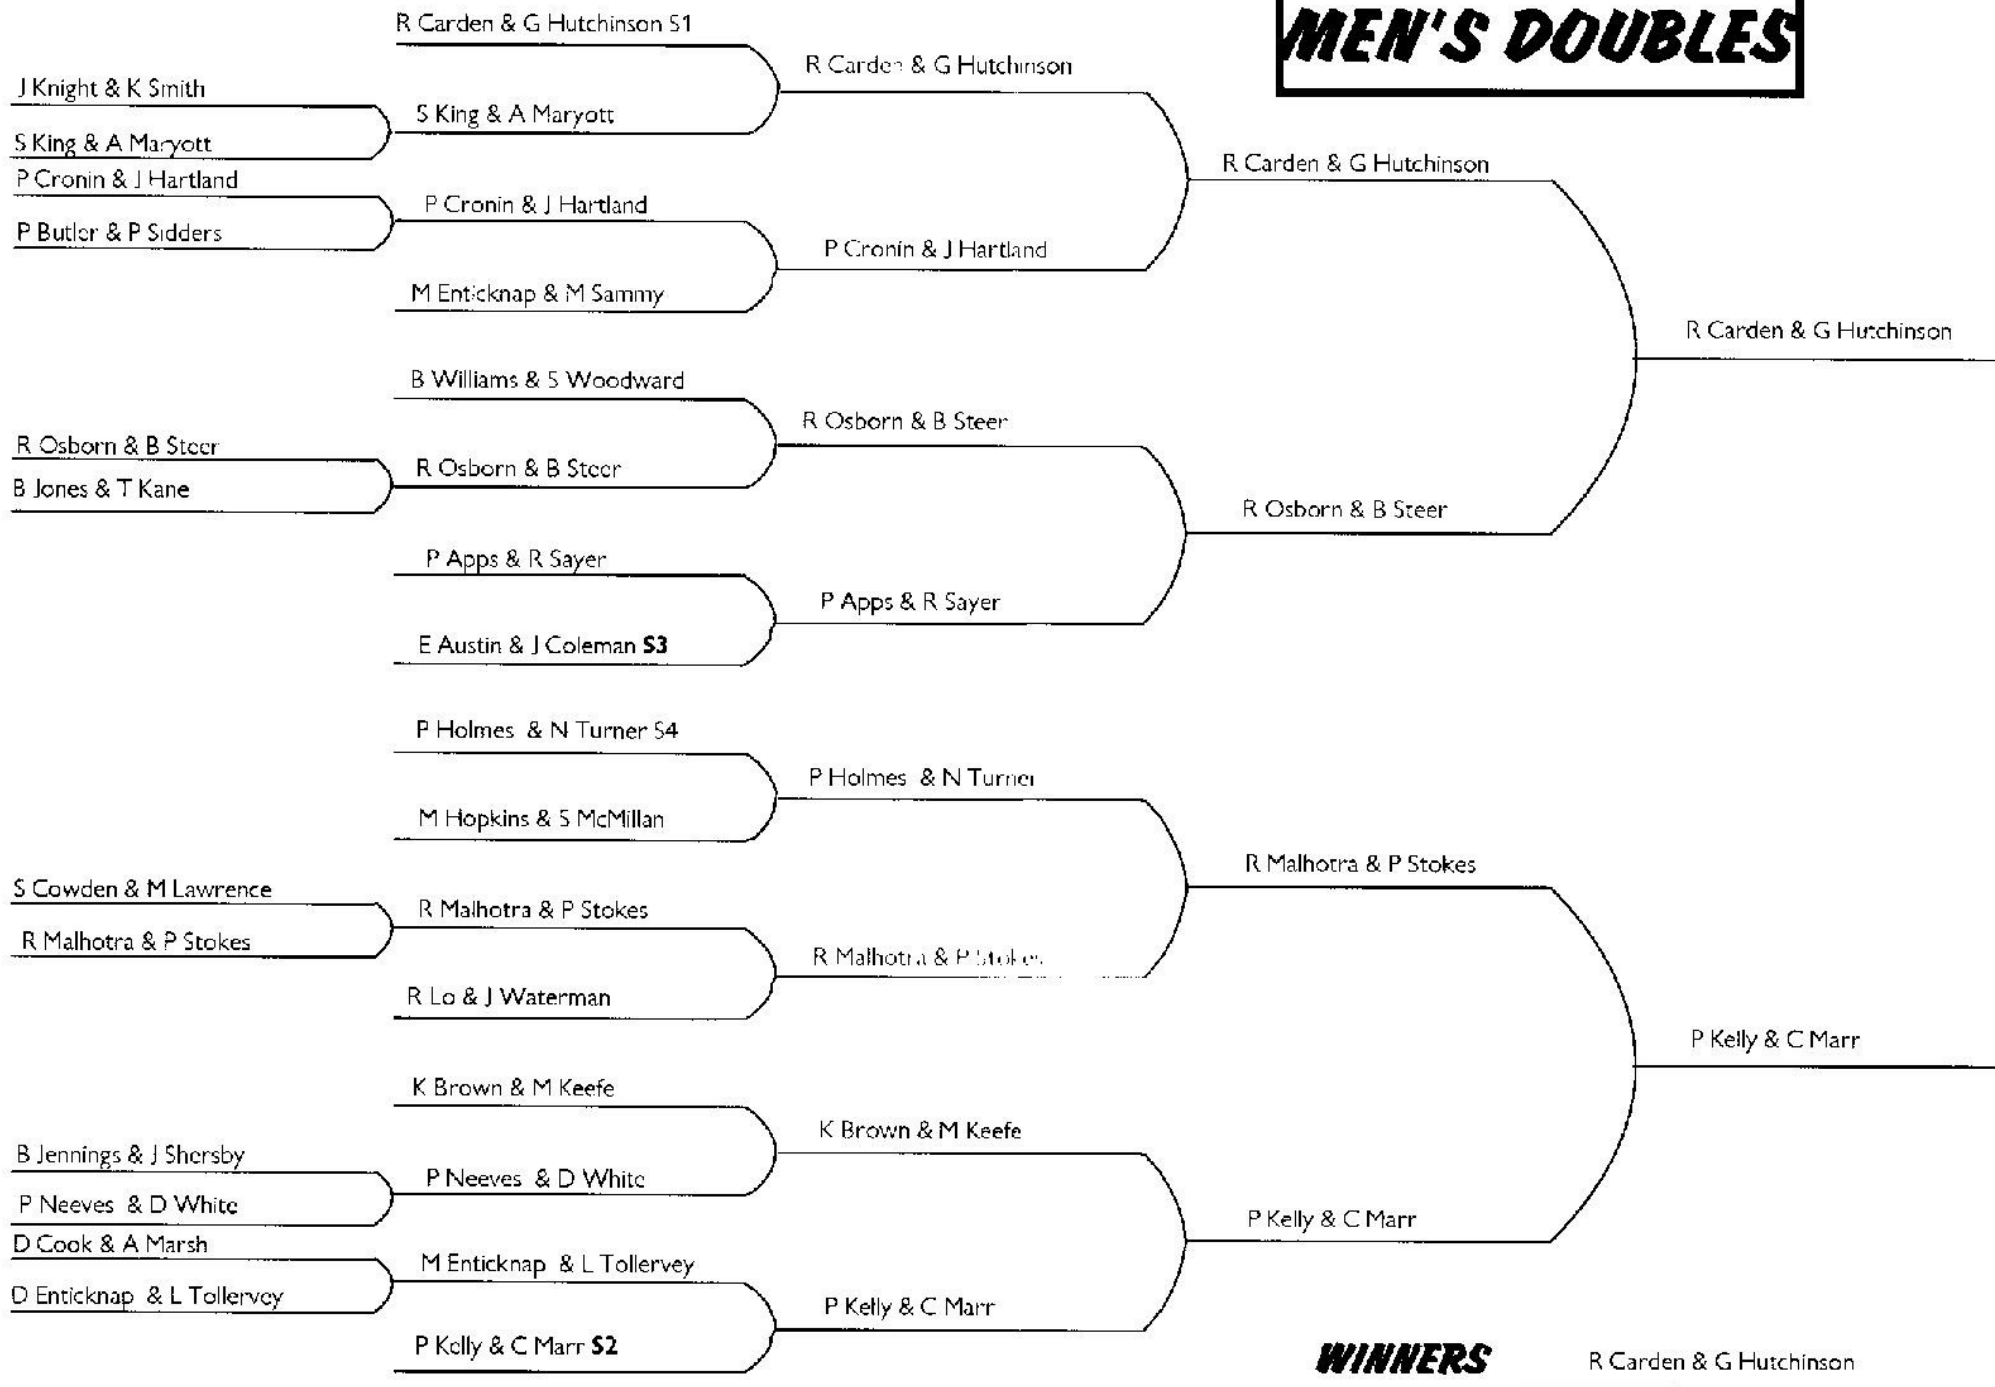 MEN'S DOUBLES
J Knight & K Smith
S King & A Maryott
P Cronin & J Hartland
P Butler & P Sidders
R Osborn & B Steer
B Jones & T Kane
S Cowden & M Lawrence
R Malhotra & P Stokes
B Jennings & J Shersby
P Neeves & D White
D Cook & A Marsh
D Enticknap & L Tollervey
R Carden & G Hutchinson S1
S King & A Maryott
P Cronin & J Hartland
M Enticknap & M Sammy
B Williams & S Woodward
R Osborn & B Steer
P Apps & R Sayer
E Austin & J Coleman S3
P Holmes & N Turner S4
M Hopkins & S McMillan
R Malhotra & P Stokes
R Lo & J Waterman
K Brown & M Keefe
P Neeves & D White
M Enticknap & L Tollervey
P Kelly & C Marr S2
R Carden & G Hutchinson
P Cronin & J Hartland
R Osborn & B Steer
P Apps & R Sayer
P Holmes & N Turner
R Malhotra & P Stokes
K Brown & M Keefe
P Kelly & C Marr
R Carden & G Hutchinson
R Osborn & B Steer
R Malhotra & P Stokes
P Kelly & C Marr
R Carden & G Hutchinson
P Kelly & C Marr
WINNERS R Carden & G Hutchinson